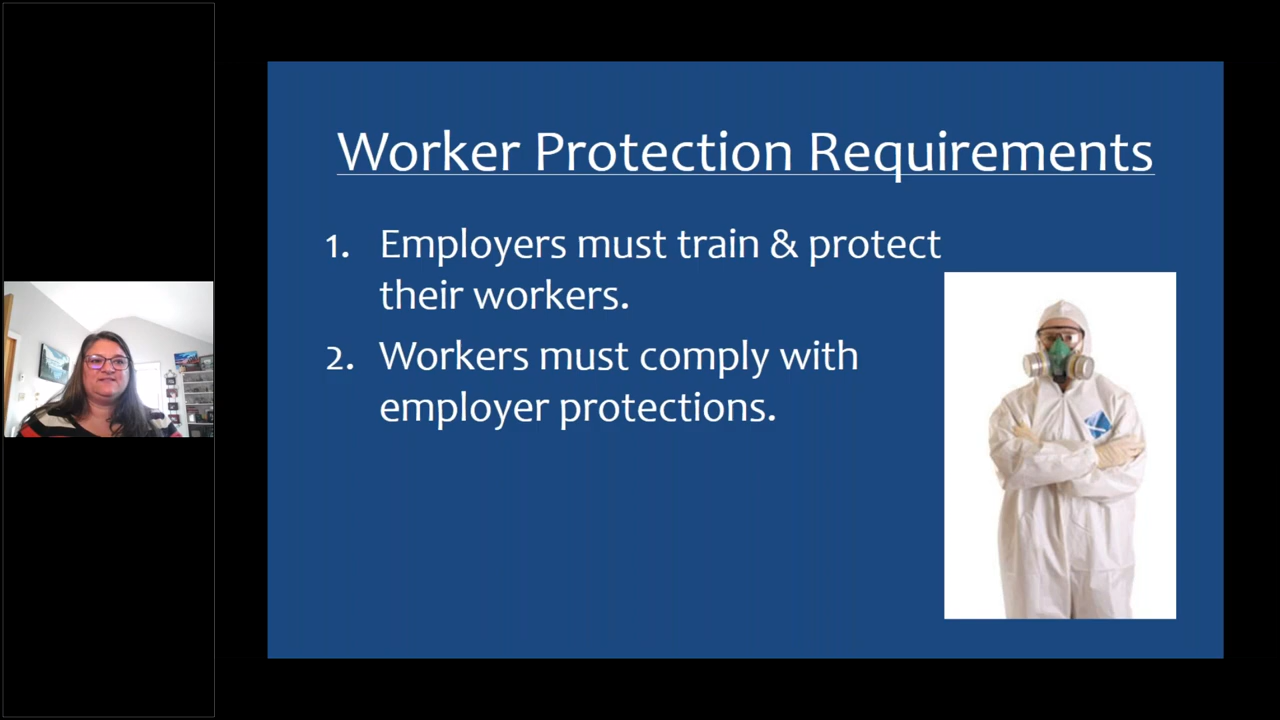 Worker Protection Requirements
1. Employers must train & protect
their workers.
2. Workers must comply with
employer protections.